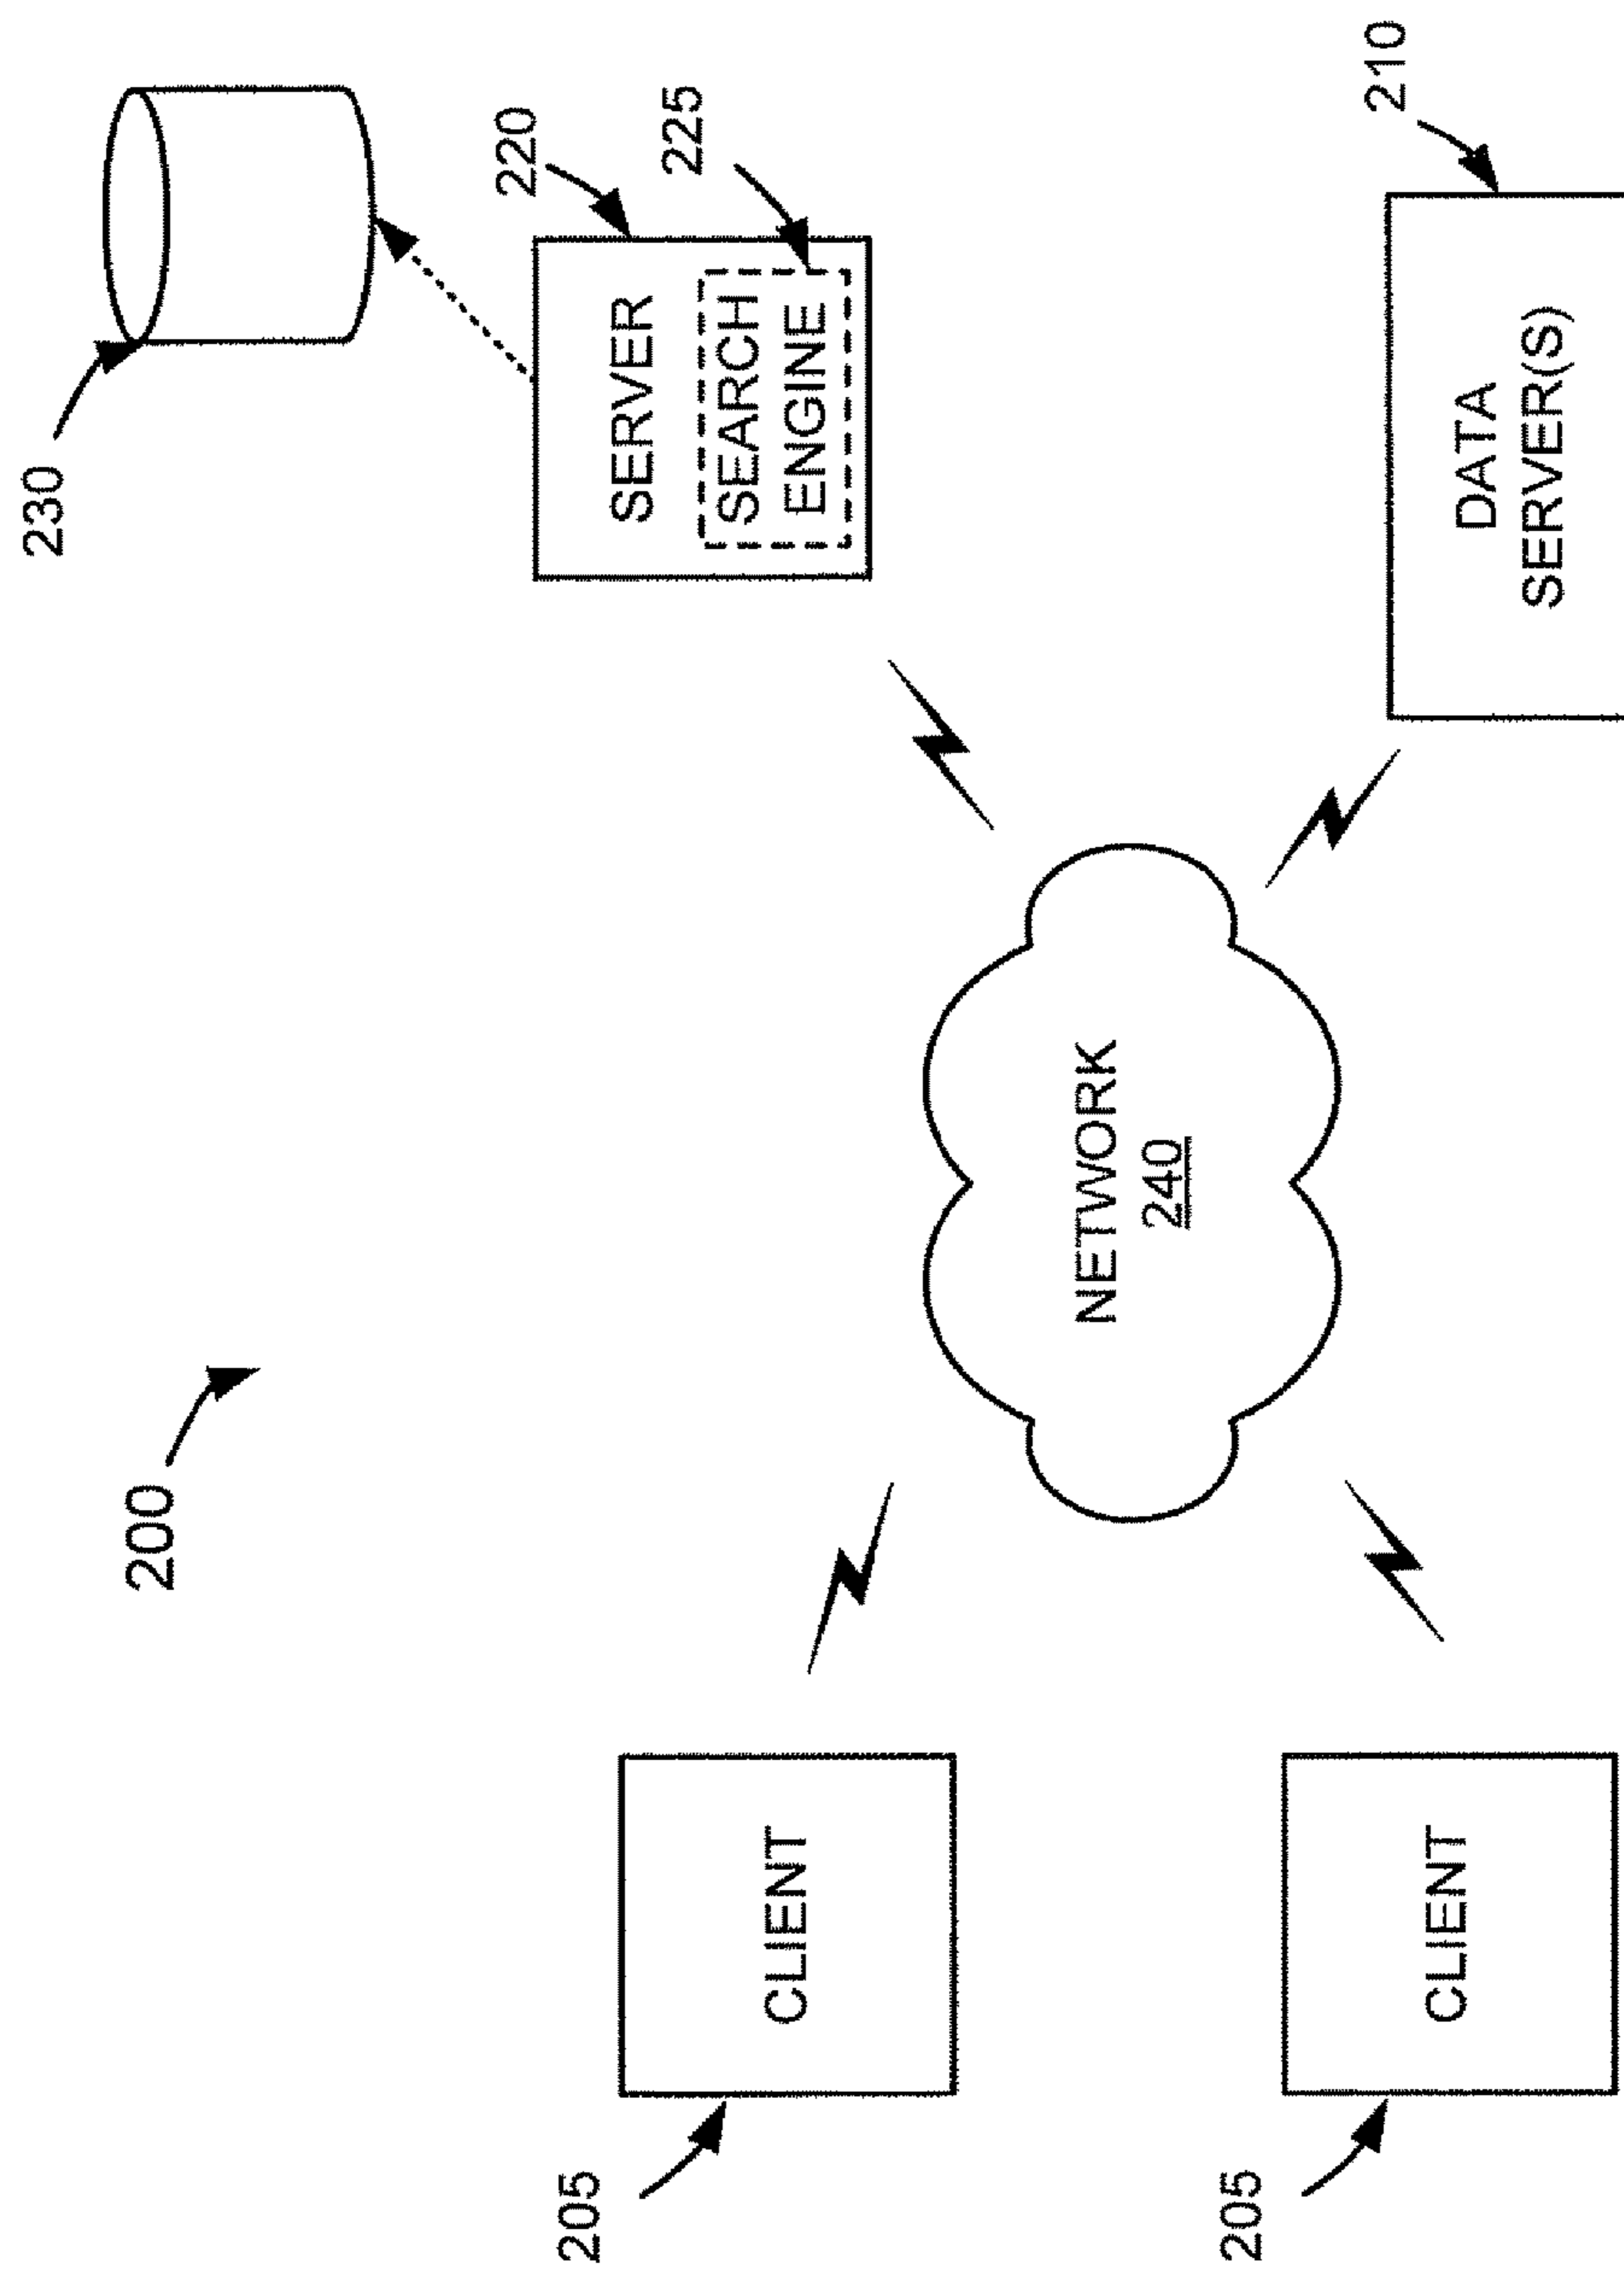 200
230
220
225
SERVER
SEARCH
ENGINE
CLIENT
205
NETWORK
240
210
DATA
SERVER(S)
CLIENT
205